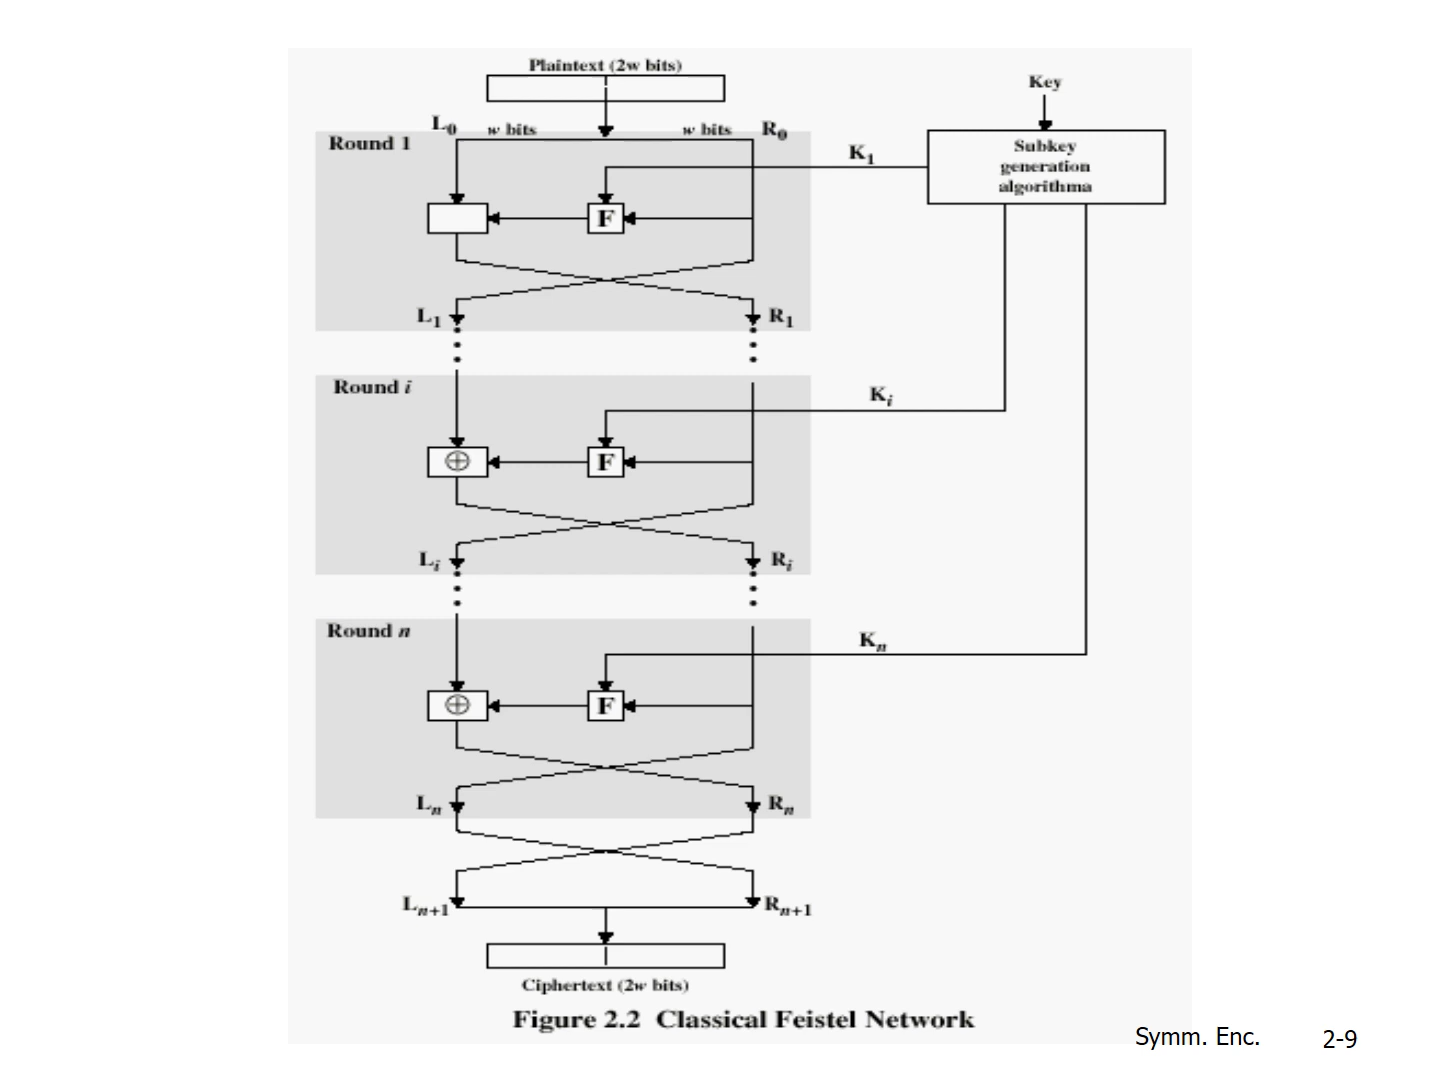 Plaintext (2w bits)
Key
L0 w bits w bits R0
Round 1
K1
Subkey
generation
algorithma
F
L1 R1
Round i
Ki
⊕ F
Li Ri
Round n
Kn
⊕ F
Ln Rn
Ln+1 Rn+1
Ciphertext (2w bits)
Figure 2.2 Classical Feistel Network
Symm. Enc. 2-9